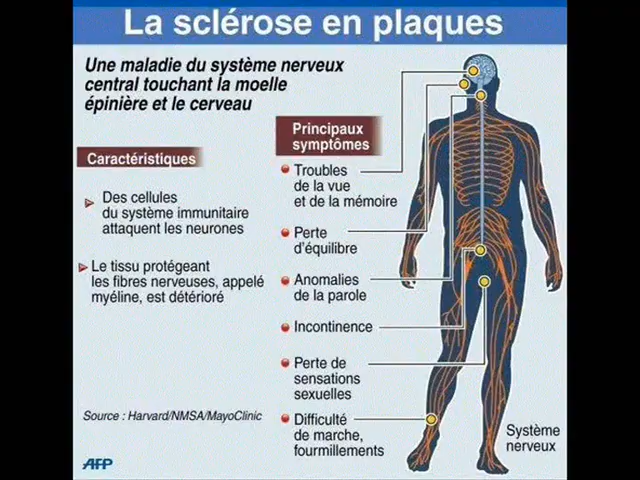 La sclérose en plaques
Une maladie du système nerveux
central touchant la moelle
épinière et le cerveau
Caractéristiques
Des cellules
du système immunitaire
attaquent les neurones
Le tissu protégeant
les fibres nerveuses, appelé
myéline, est détérioré
Principaux
symptômes
Troubles
de la vue
et de la mémoire
Perte
d'équilibre
Anomalies
de la parole
Incontinence
Perte de
sensations
sexuelles
Difficulté
de marche,
fourmillements
Système
nerveux
Source : Harvard/NMSA/MayoClinic
AFP